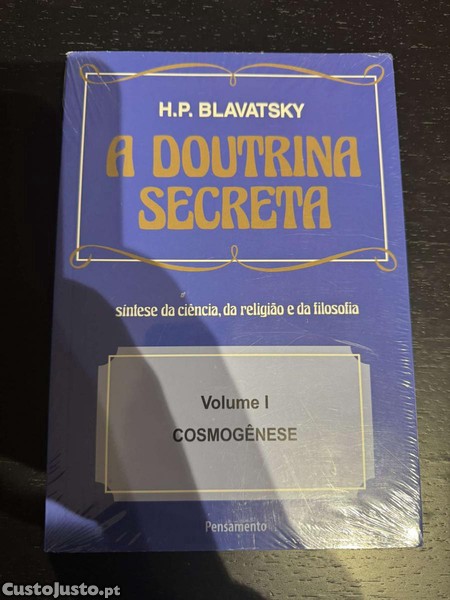 H.P. BLAVATSKY
A DOUTRINA
SECRETA
síntese da ciência, da religião e da filosofia
Volume I
COSMOGÊNESE
Pensamento
CustoJusto.pt